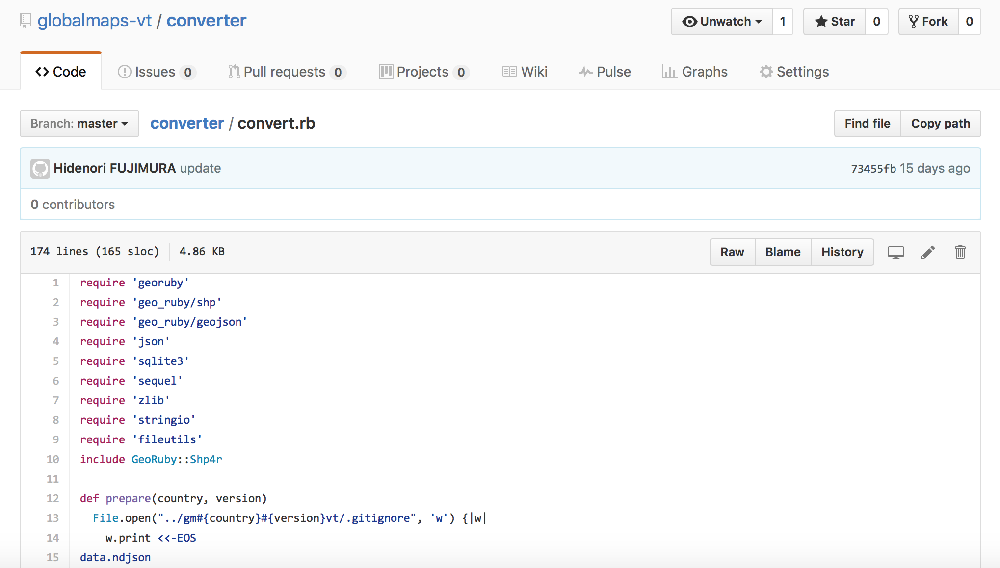 globalmaps-vt / converter
Unwatch 1 Star 0 Fork 0
Code Issues 0 Pull requests 0 Projects 0 Wiki Pulse Graphs Settings
Branch: master converter / convert.rb Find file Copy path
Hidenori FUJIMURA update 73455fb 15 days ago
0 contributors
174 lines (165 sloc) 4.86 KB Raw Blame History
1 require 'georuby'
2 require 'geo_ruby/shp'
3 require 'geo_ruby/geojson'
4 require 'json'
5 require 'sqlite3'
6 require 'sequel'
7 require 'zlib'
8 require 'stringio'
9 require 'fileutils'
10 include GeoRuby::Shp4r
11
12 def prepare(country, version)
13 File.open("../gm#{country}#{version}vt/.gitignore", 'w') {|w|
14 w.print <<-EOS
15 data.ndjson